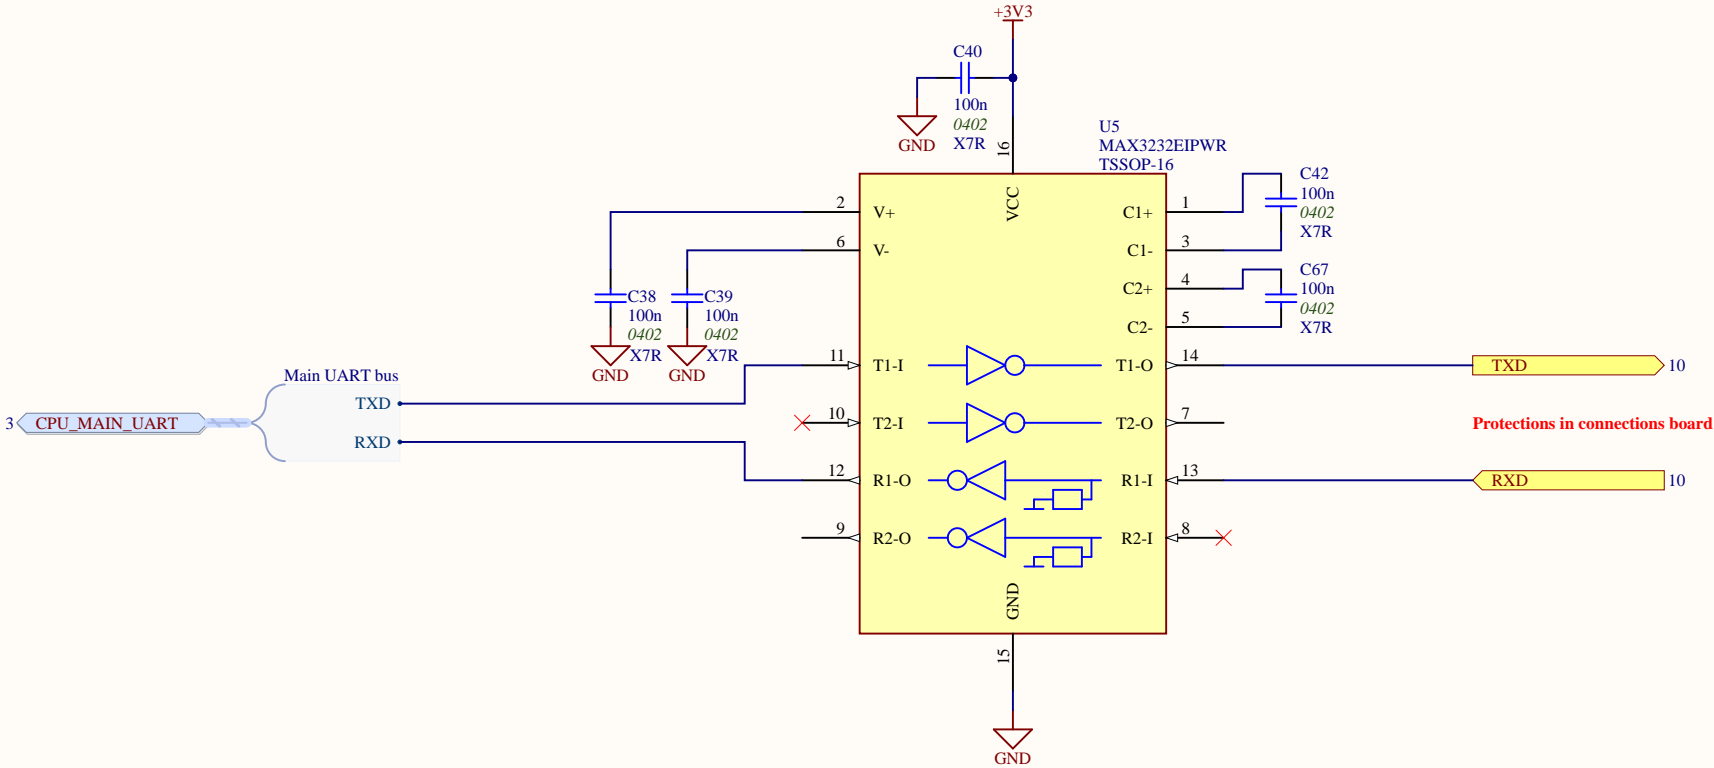 +3V3
C40
100n
0402
X7R
GND
16
U5
MAX3232EIPWR
TSSOP-16
VCC
2
V+
C1+
1
C42
100n
0402
X7R
6
V-
C1-
3
C2+
4
C67
100n
0402
X7R
C2-
5
C38
100n
0402
X7R
GND
C39
100n
0402
X7R
GND
11
T1-I
T1-O
14
TXD
10
Main UART bus
TXD
RXD
3
CPU_MAIN_UART
10
T2-I
T2-O
7
Protections in connections board
12
R1-O
R1-I
13
RXD
10
9
R2-O
R2-I
8
GND
15
GND